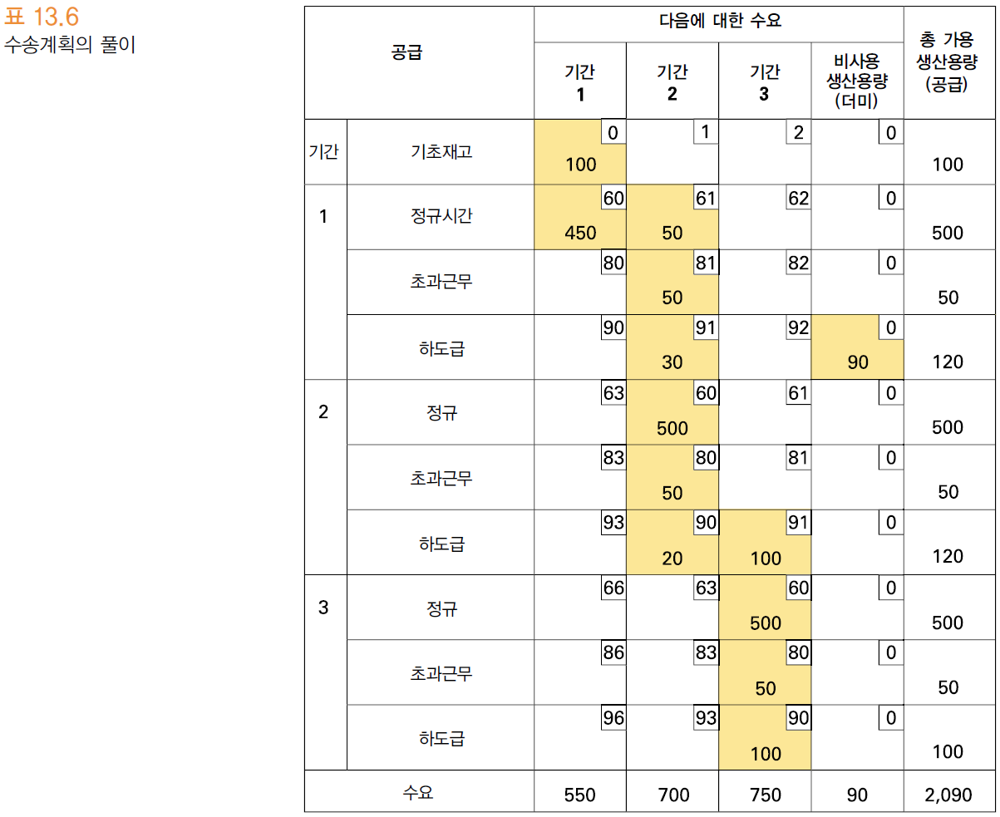 표 13.6
수송계획의 풀이
공급
다음에 대한 수요
총 가용
생산용량
(공급)
기간
1
기간
2
기간
3
비사용
생산용량
(더미)
기간 기초재고 0 1 2 0
100 100
1 정규시간 60 61 62 0
450 50 500
초과근무 80 81 82 0
50 50
하도급 90 91 92 0
30 90 120
2 정규 63 60 61 0
500 500
초과근무 83 80 81 0
50 50
하도급 93 90 91 0
20 100 120
3 정규 66 63 60 0
500 500
초과근무 86 83 80 0
50 50
하도급 96 93 90 0
100 100
수요 550 700 750 90 2,090